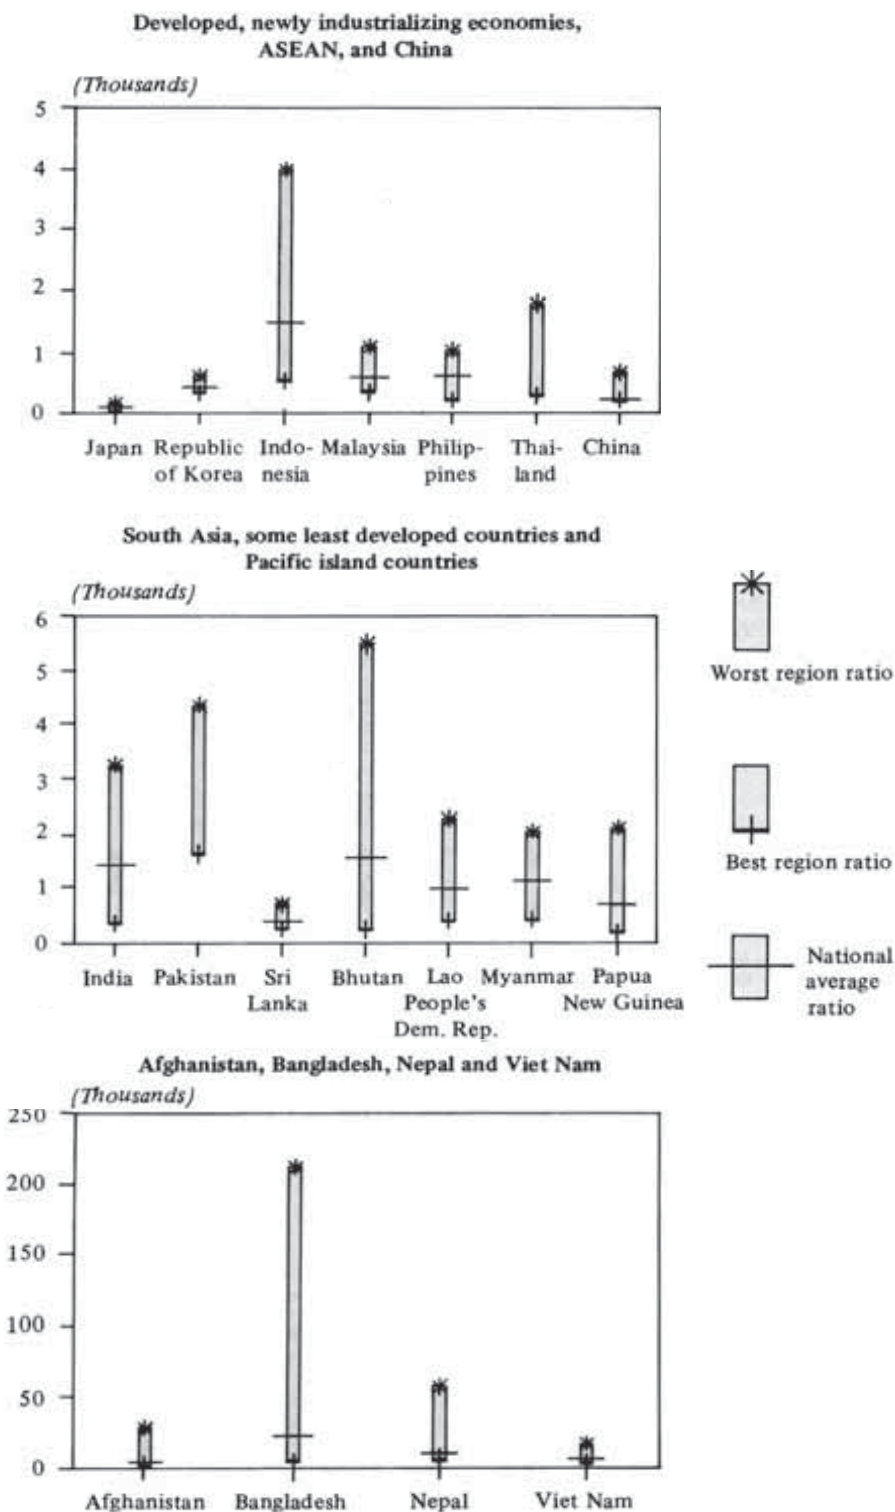 Developed, newly industrializing economies,
ASEAN, and China
(Thousands)
5
4
3
2
1
0
Japan Republic Indo- Malaysia Philip- Thai- China
of Korea nesia pines land
South Asia, some least developed countries and
Pacific island countries
(Thousands)
6
5
4
3
2
1
0
India Pakistan Sri Bhutan Lao Myanmar Papua
Lanka People's New Guinea
Dem. Rep.
Worst region ratio
Best region ratio
National
average
ratio
Afghanistan, Bangladesh, Nepal and Viet Nam
(Thousands)
250
200
150
100
50
0
Afghanistan Bangladesh Nepal Viet Nam